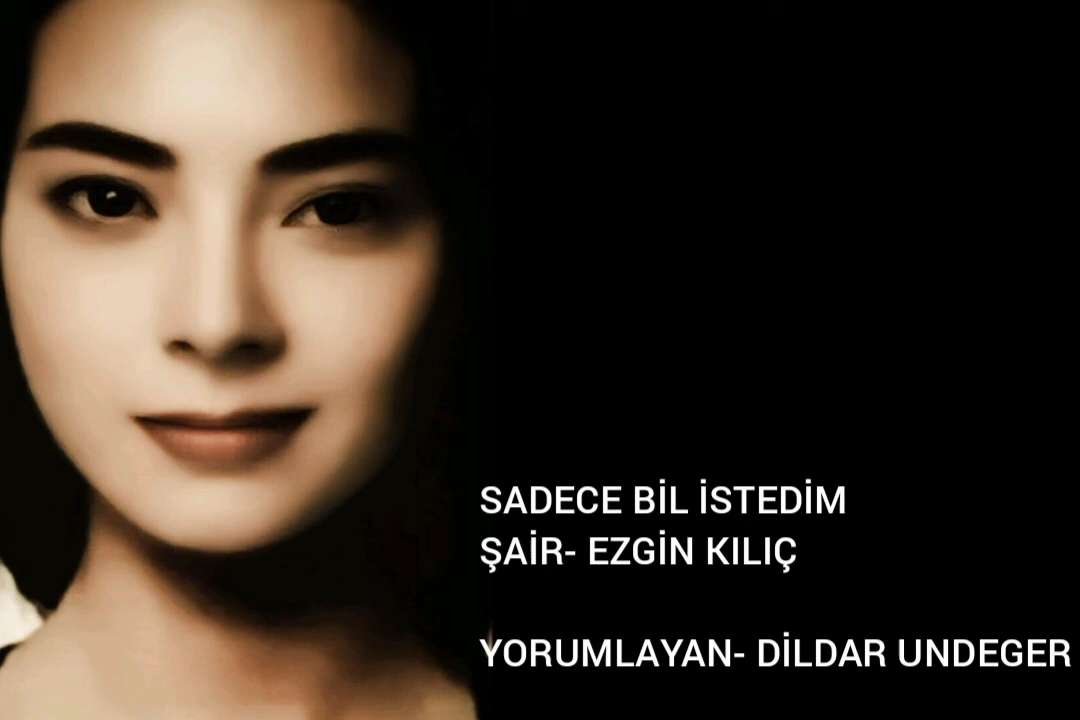 SADECE BİL İSTEDİM
ŞAİR- EZGİN KILIÇ
YORUMLAYAN- DİLDAR UNDEGER